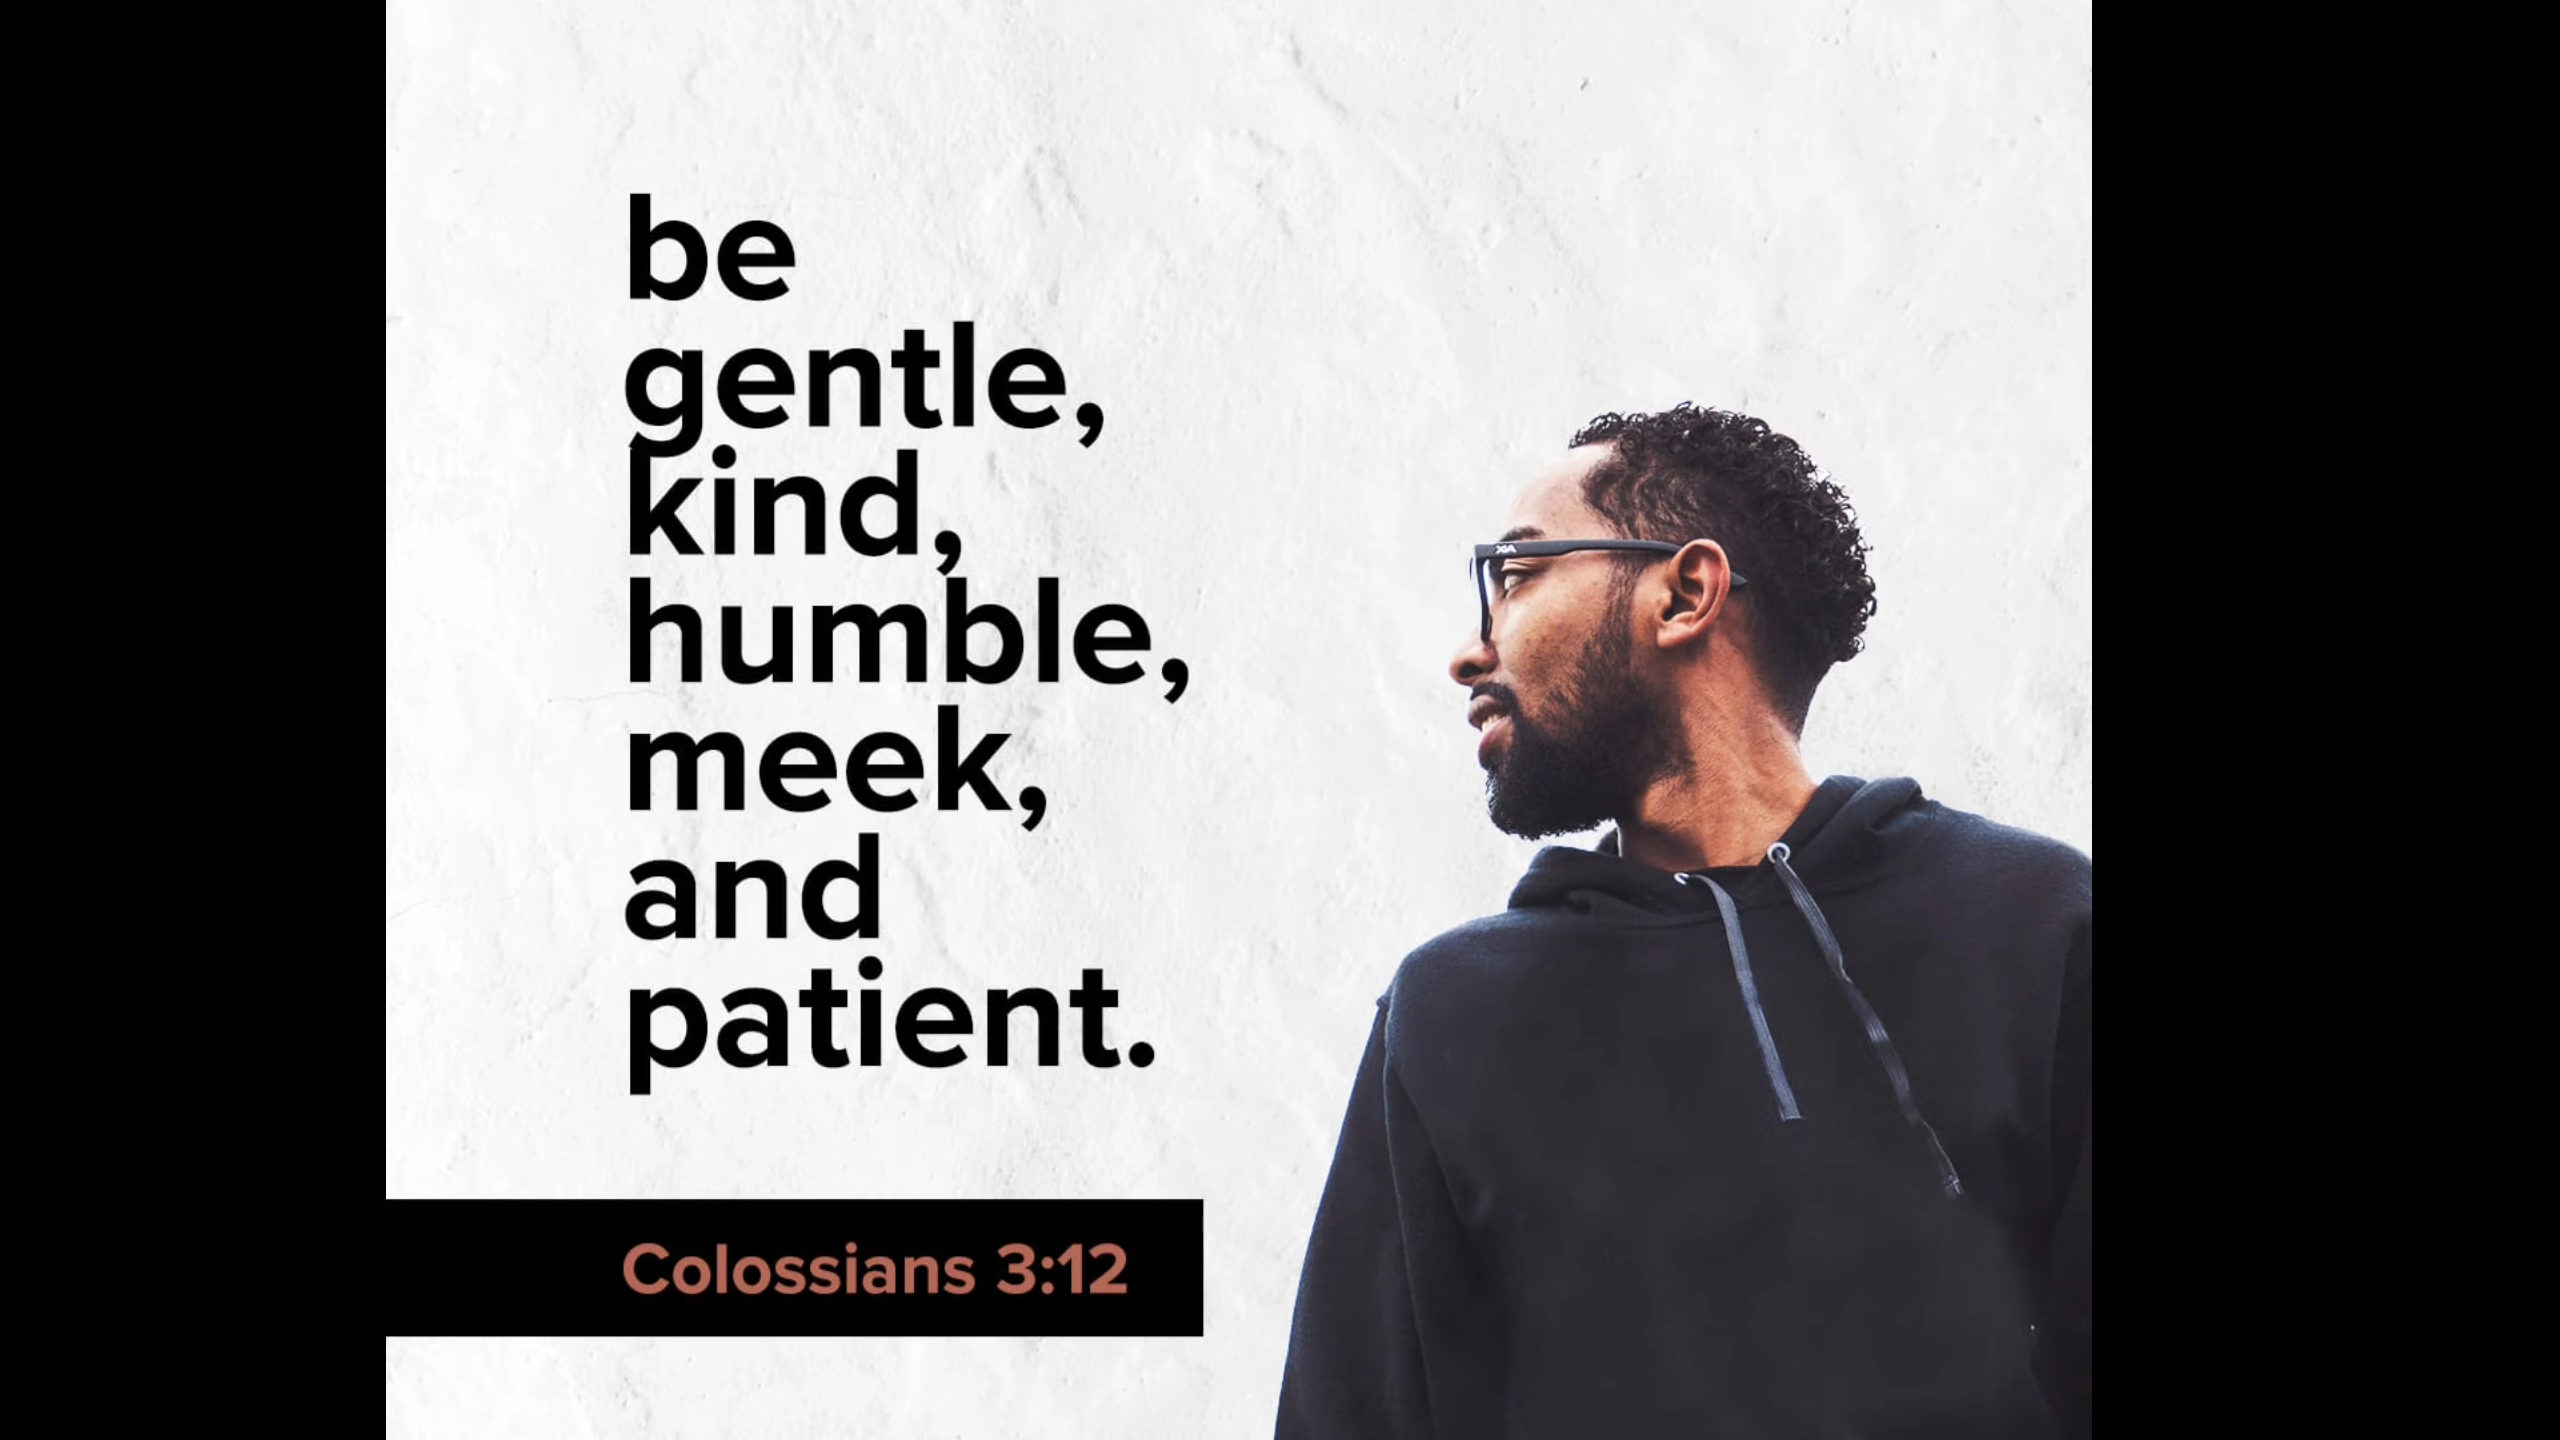 be
gentle,
kind,
humble,
meek,
and
patient.
Colossians 3:12